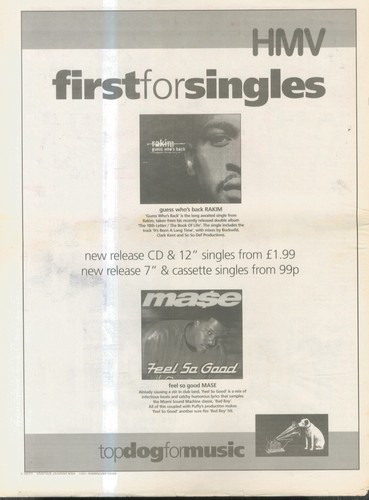 HMV
firstforsingles
rakim
guess who's back
guess who's back RAKIM
'Guess Who's Back' is the long awaited single from
Rakim, taken from his recently released double album
'The 18th Letter / The Book Of Life'. The single includes the
track 'It's Been A Long Time', with mixes by Rockwild,
Clark Kent and So So Def Productions.
new release CD & 12" singles from £1.99
new release 7" & cassette singles from 99p
ma$e
Feel So Good
feel so good MASE
Already causing a stir in club land, 'Feel So Good' is a mix of
infectious beats and catchy humorous lyrics that samples
the Miami Sound Machine classic, 'Bad Boy'.
All of this coupled with Puffy's production makes
'Feel So Good' another sure fire 'Bad Boy' hit.
topdogformusic